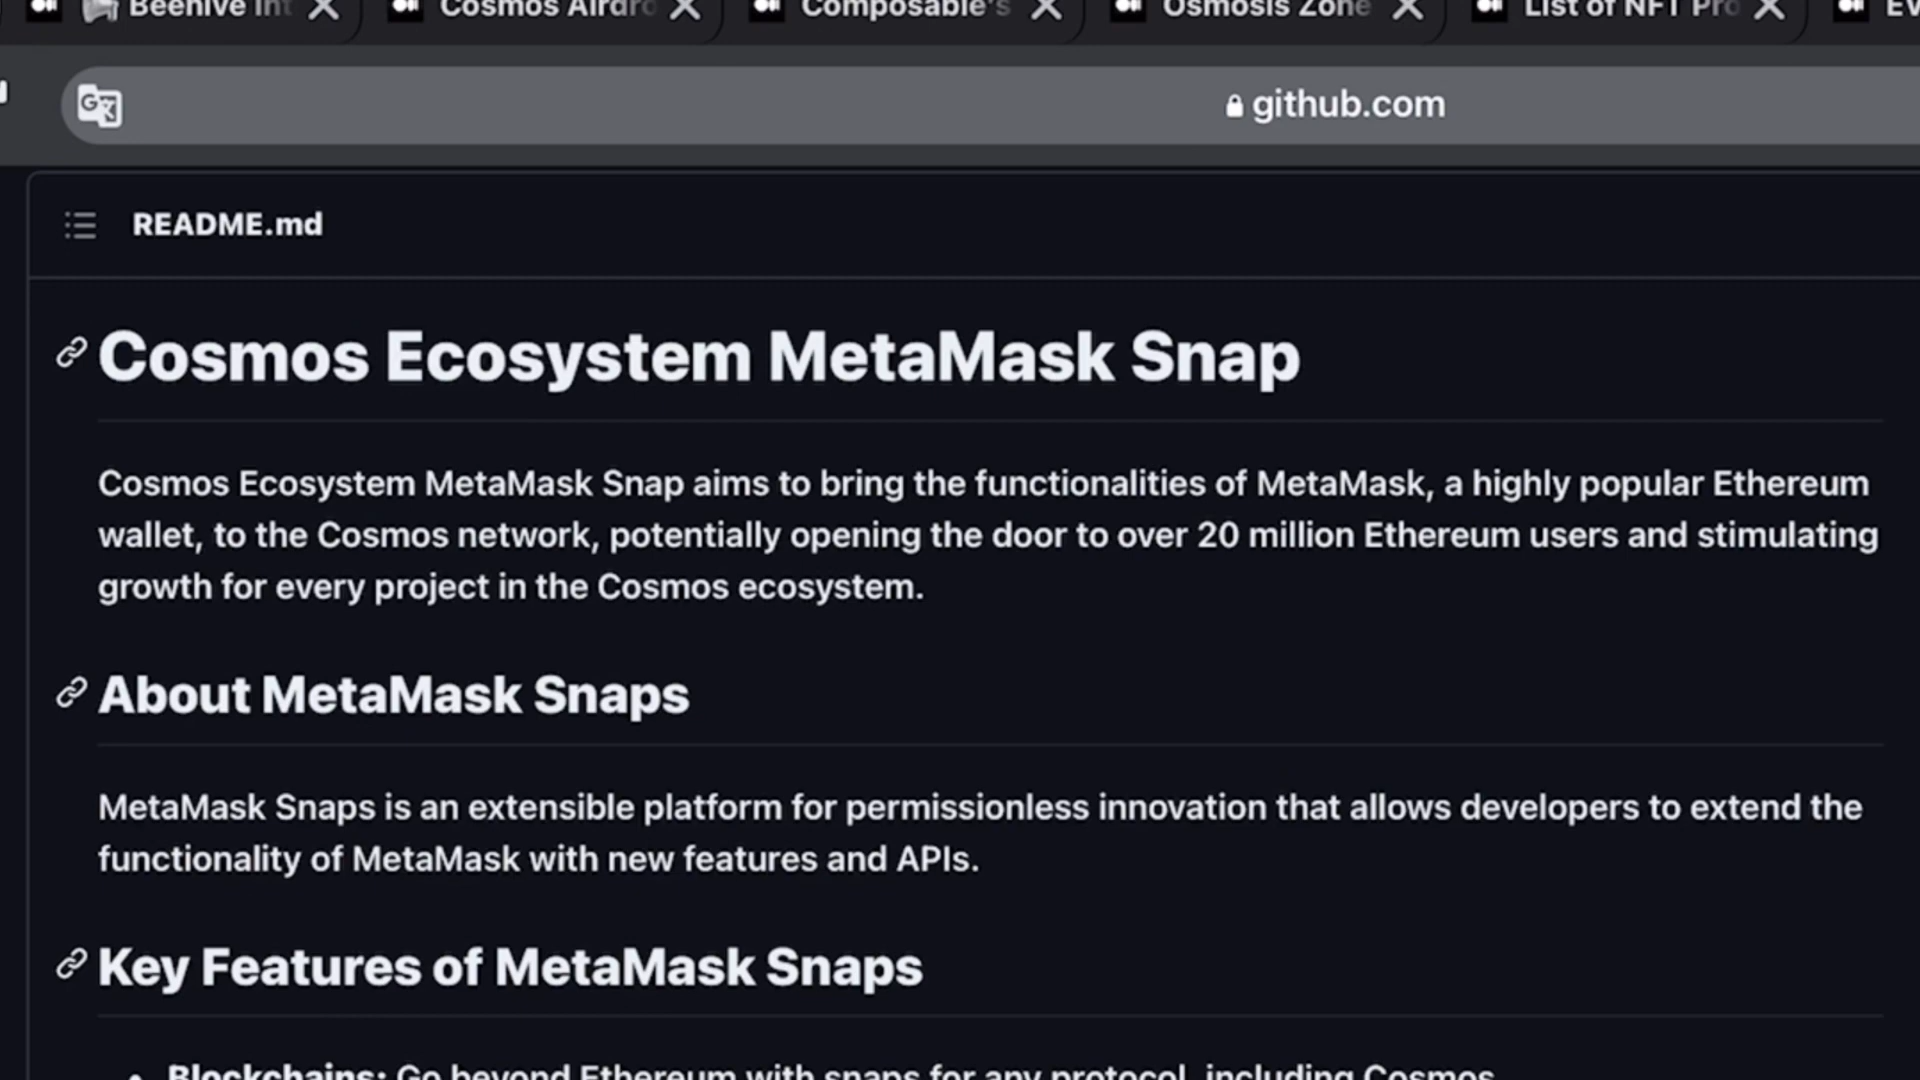 Beehive Int
Cosmos Airdro
Composable's
Osmosis Zone
List of NFT Pro
github.com
README.md
Cosmos Ecosystem MetaMask Snap
Cosmos Ecosystem MetaMask Snap aims to bring the functionalities of MetaMask, a highly popular Ethereum
wallet, to the Cosmos network, potentially opening the door to over 20 million Ethereum users and stimulating
growth for every project in the Cosmos ecosystem.
About MetaMask Snaps
MetaMask Snaps is an extensible platform for permissionless innovation that allows developers to extend the
functionality of MetaMask with new features and APIs.
Key Features of MetaMask Snaps
• Blockchains: Go beyond Ethereum with snaps for any protocol, including Cosmos